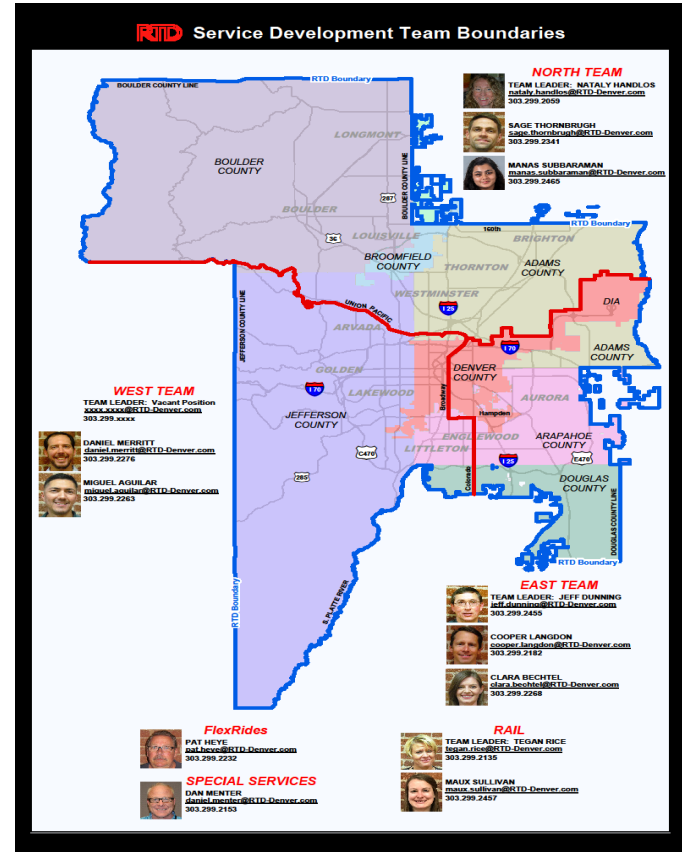 RTD Service Development Team Boundaries
NORTH TEAM
TEAM LEADER: NATALY HANDLOS
nataly.handlos@RTD-Denver.com
303.299.2059
SAGE THORNBRUGH
sage.thornbrugh@RTD-Denver.com
303.299.2341
MANAS SUBBARAMAN
manas.subbaraman@RTD-Denver.com
303.299.2465
BOULDER COUNTY LINE
RTD Boundary
LONGMONT
BOULDER
COUNTY
BOULDER COUNTY LINE
287
BOULDER
36
LOUISVILLE
BROOMFIELD
COUNTY
RTD Boundary
160th
BRIGHTON
ADAMS
COUNTY
THORNTON
WESTMINSTER
I 25
DIA
UNION PACIFIC
ARVADA
JEFFERSON COUNTY LINE
I 70
ADAMS
COUNTY
DENVER
COUNTY
GOLDEN
I 70
LAKEWOOD
Broadway
AURORA
Hampden
JEFFERSON
COUNTY
ENGLEWOOD
ARAPAHOE
COUNTY
LITTLETON
C470
I 25
E470
285
Colorado
DOUGLAS
COUNTY
DOUGLAS COUNTY LINE
RTD Boundary
S. PLATTE RIVER
RTD Boundary
WEST TEAM
TEAM LEADER: Vacant Position
xxxx.xxxx@RTD-Denver.com
303.299.xxxx
DANIEL MERRITT
daniel.merritt@RTD-Denver.com
303.299.2276
MIGUEL AGUILAR
miguel.aguilar@RTD-Denver.com
303.299.2263
EAST TEAM
TEAM LEADER: JEFF DUNNING
jeff.dunning@RTD-Denver.com
303.299.2455
COOPER LANGDON
cooper.langdon@RTD-Denver.com
303.299.2182
CLARA BECHTEL
clara.bechtel@RTD-Denver.com
303.299.2268
FlexRides
PAT HEYE
pat.heye@RTD-Denver.com
303.299.2232
SPECIAL SERVICES
DAN MENTER
daniel.menter@RTD-Denver.com
303.299.2153
RAIL
TEAM LEADER: TEGAN RICE
tegan.rice@RTD-Denver.com
303.299.2135
MAUX SULLIVAN
maux.sullivan@RTD-Denver.com
303.299.2457